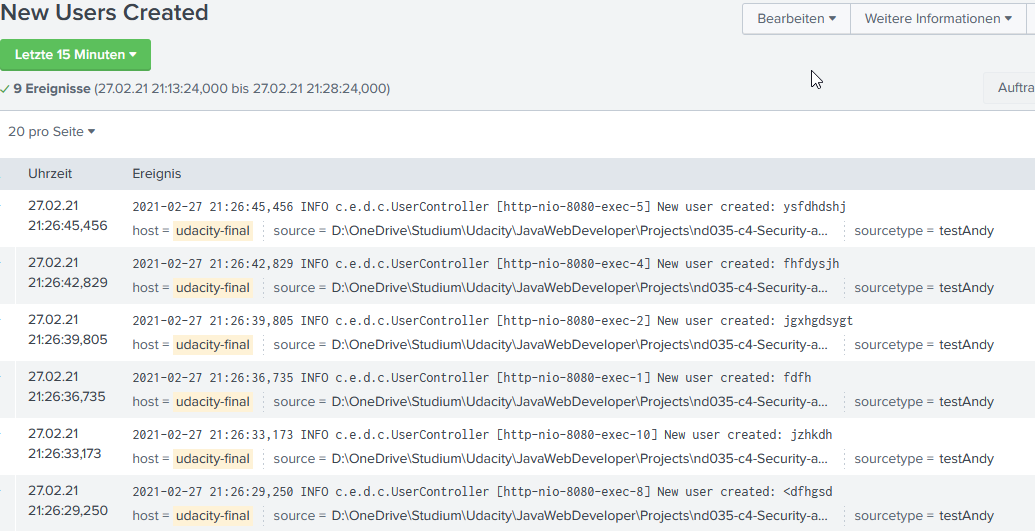 New Users Created
Bearbeiten Weitere Informationen
Letzte 15 Minuten
9 Ereignisse (27.02.21 21:13:24,000 bis 27.02.21 21:28:24,000)
20 pro Seite
Uhrzeit Ereignis
27.02.21 2021-02-27 21:26:45,456 INFO c.e.d.c.UserController [http-nio-8080-exec-5] New user created: ysfdhdshj
21:26:45,456 host = udacity-final source = D:\OneDrive\Studium\Udacity\JavaWebDeveloper\Projects\nd035-c4-Security-a... sourcetype = testAndy
27.02.21 2021-02-27 21:26:42,829 INFO c.e.d.c.UserController [http-nio-8080-exec-4] New user created: fhfdysjh
21:26:42,829 host = udacity-final source = D:\OneDrive\Studium\Udacity\JavaWebDeveloper\Projects\nd035-c4-Security-a... sourcetype = testAndy
27.02.21 2021-02-27 21:26:39,805 INFO c.e.d.c.UserController [http-nio-8080-exec-2] New user created: jgxhgdsygt
21:26:39,805 host = udacity-final source = D:\OneDrive\Studium\Udacity\JavaWebDeveloper\Projects\nd035-c4-Security-a... sourcetype = testAndy
27.02.21 2021-02-27 21:26:36,735 INFO c.e.d.c.UserController [http-nio-8080-exec-1] New user created: fdfh
21:26:36,735 host = udacity-final source = D:\OneDrive\Studium\Udacity\JavaWebDeveloper\Projects\nd035-c4-Security-a... sourcetype = testAndy
27.02.21 2021-02-27 21:26:33,173 INFO c.e.d.c.UserController [http-nio-8080-exec-10] New user created: jzhkdh
21:26:33,173 host = udacity-final source = D:\OneDrive\Studium\Udacity\JavaWebDeveloper\Projects\nd035-c4-Security-a... sourcetype = testAndy
27.02.21 2021-02-27 21:26:29,250 INFO c.e.d.c.UserController [http-nio-8080-exec-8] New user created: <dfhgsd
21:26:29,250 host = udacity-final source = D:\OneDrive\Studium\Udacity\JavaWebDeveloper\Projects\nd035-c4-Security-a... sourcetype = testAndy